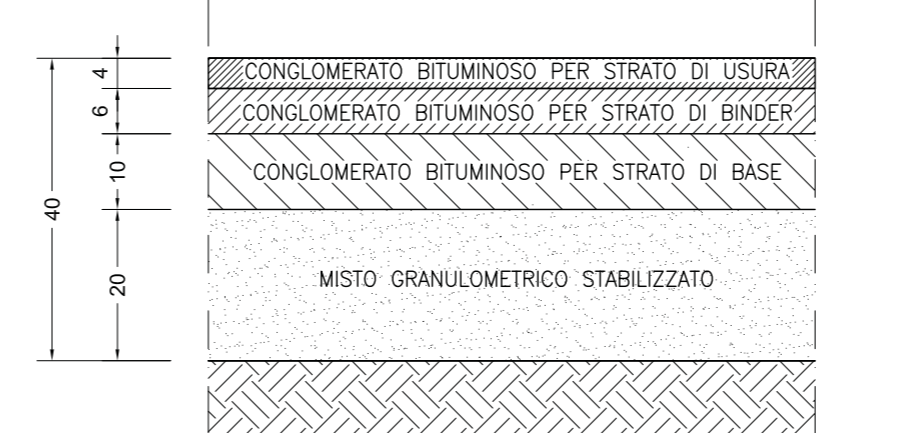 4
CONGLOMERATO BITUMINOSO PER STRATO DI USURA
6
CONGLOMERATO BITUMINOSO PER STRATO DI BINDER
10
CONGLOMERATO BITUMINOSO PER STRATO DI BASE
40
20
MISTO GRANULOMETRICO STABILIZZATO